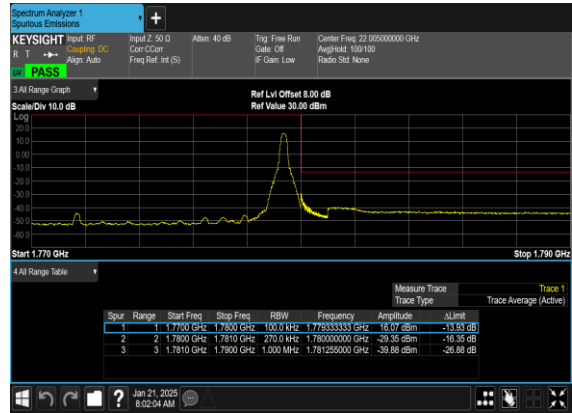 Spectrum Analyzer 1
Spurious Emissions
+
KEYSIGHT Input: RF Input Z: 50 Ω Atten: 40 dB Trig: Free Run Center Freq: 22.005000000 GHz
R T Coupling: DC Corr CCorr Gate: Off Avg|Hold: 100/100
Align: Auto Freq Ref: Int (S) IF Gain: Low Radio Std: None
LW PASS
3 All Range Graph
Ref Lvl Offset 8.00 dB
Scale/Div 10.0 dB Ref Value 30.00 dBm
Log
20.0
10.0
0.00
-10.0
-20.0
-30.0
-40.0
-50.0
-60.0
Start 1.770 GHz Stop 1.790 GHz
4 All Range Table
Measure Trace Trace 1
Trace Type Trace Average (Active)
Spur Range Start Freq Stop Freq RBW Frequency Amplitude ΔLimit
1 1 1.7700 GHz 1.7800 GHz 100.0 kHz 1.779333333 GHz 16.07 dBm -13.93 dB
2 2 1.7800 GHz 1.7810 GHz 270.0 kHz 1.780000000 GHz -29.35 dBm -16.35 dB
3 3 1.7810 GHz 1.7900 GHz 1.000 MHz 1.781255000 GHz -39.88 dBm -26.88 dB
?
Jan 21, 2025
8:02:04 AM